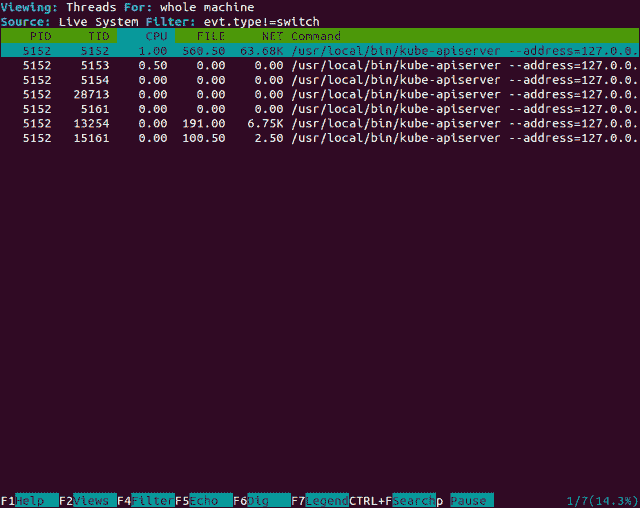 Viewing: Threads For: whole machine
Source: Live System Filter: evt.type!=switch
PID TID CPU FILE NET Command
5152 5152 1.00 560.50 63.68K /usr/local/bin/kube-apiserver --address=127.0.0.
5152 5153 0.50 0.00 0.00 /usr/local/bin/kube-apiserver --address=127.0.0.
5152 5154 0.00 0.00 0.00 /usr/local/bin/kube-apiserver --address=127.0.0.
5152 28713 0.00 0.00 0.00 /usr/local/bin/kube-apiserver --address=127.0.0.
5152 5161 0.00 0.00 0.00 /usr/local/bin/kube-apiserver --address=127.0.0.
5152 13254 0.00 191.00 6.75K /usr/local/bin/kube-apiserver --address=127.0.0.
5152 15161 0.00 100.50 2.50 /usr/local/bin/kube-apiserver --address=127.0.0.
F1Help F2Views F4Filter F5Echo F6Dig F7Legend CTRL+FSearch p Pause 1/7(14.3%)